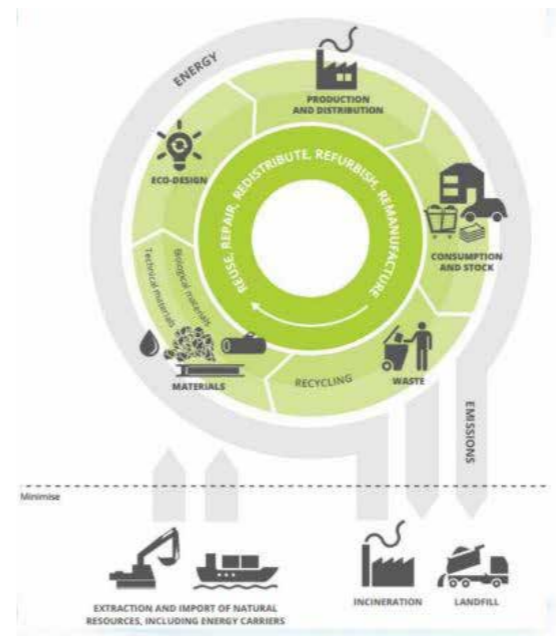 ENERGY
PRODUCTION
AND DISTRIBUTION
ECO-DESIGN
REUSE, REPAIR, REDISTRIBUTE, REFURBISH, REMANUFACTURE
CONSUMPTION
AND STOCK
Technical materials
Biological materials
MATERIALS
RECYCLING
WASTE
EMISSIONS
Minimise
EXTRACTION AND IMPORT OF NATURAL
RESOURCES, INCLUDING ENERGY CARRIERS
INCINERATION
LANDFILL